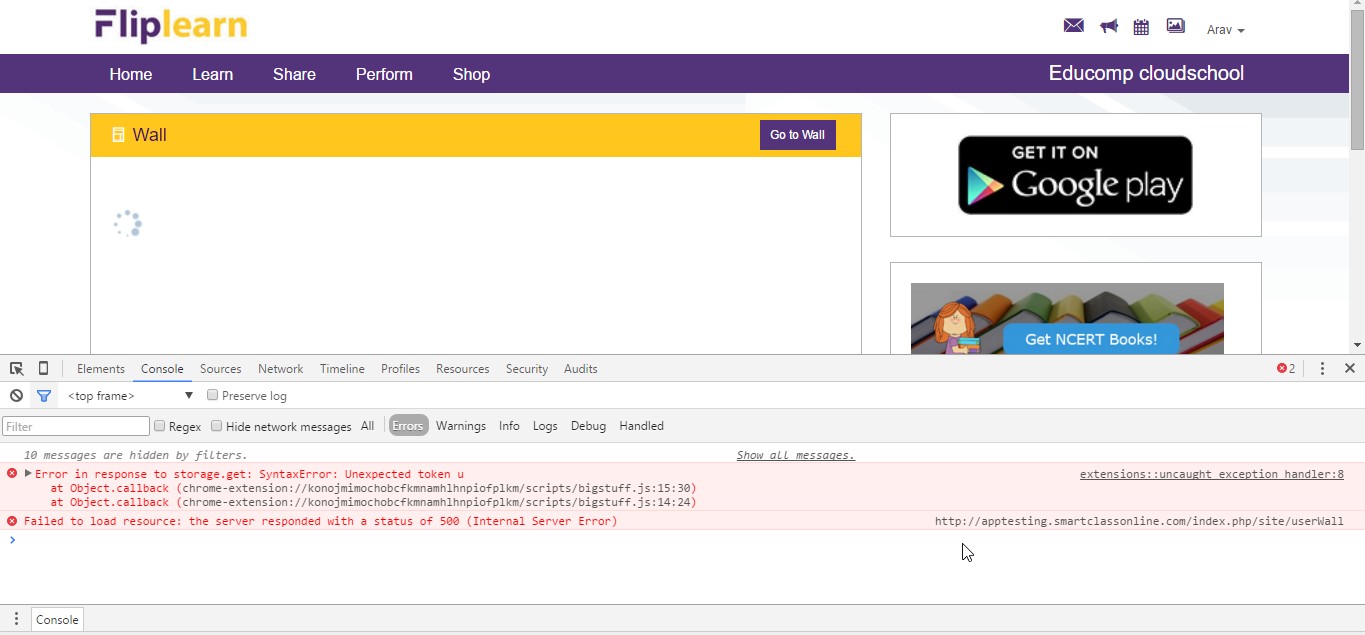 Fliplearn
Arav
Home Learn Share Perform Shop Educomp cloudschool
Wall Go to Wall
GET IT ON
Google play
Get NCERT Books!
Elements Console Sources Network Timeline Profiles Resources Security Audits 2
<top frame> Preserve log
Filter Regex Hide network messages All Errors Warnings Info Logs Debug Handled
10 messages are hidden by filters. Show all messages.
Error in response to storage.get: SyntaxError: Unexpected token u extensions::uncaught_exception_handler:8
at Object.callback (chrome-extension://konojmimochobcfkmnamhlhnpiofplkm/scripts/bigstuff.js:15:30)
at Object.callback (chrome-extension://konojmimochobcfkmnamhlhnpiofplkm/scripts/bigstuff.js:14:24)
Failed to load resource: the server responded with a status of 500 (Internal Server Error) http://apptesting.smartclassonline.com/index.php/site/userWall
Console